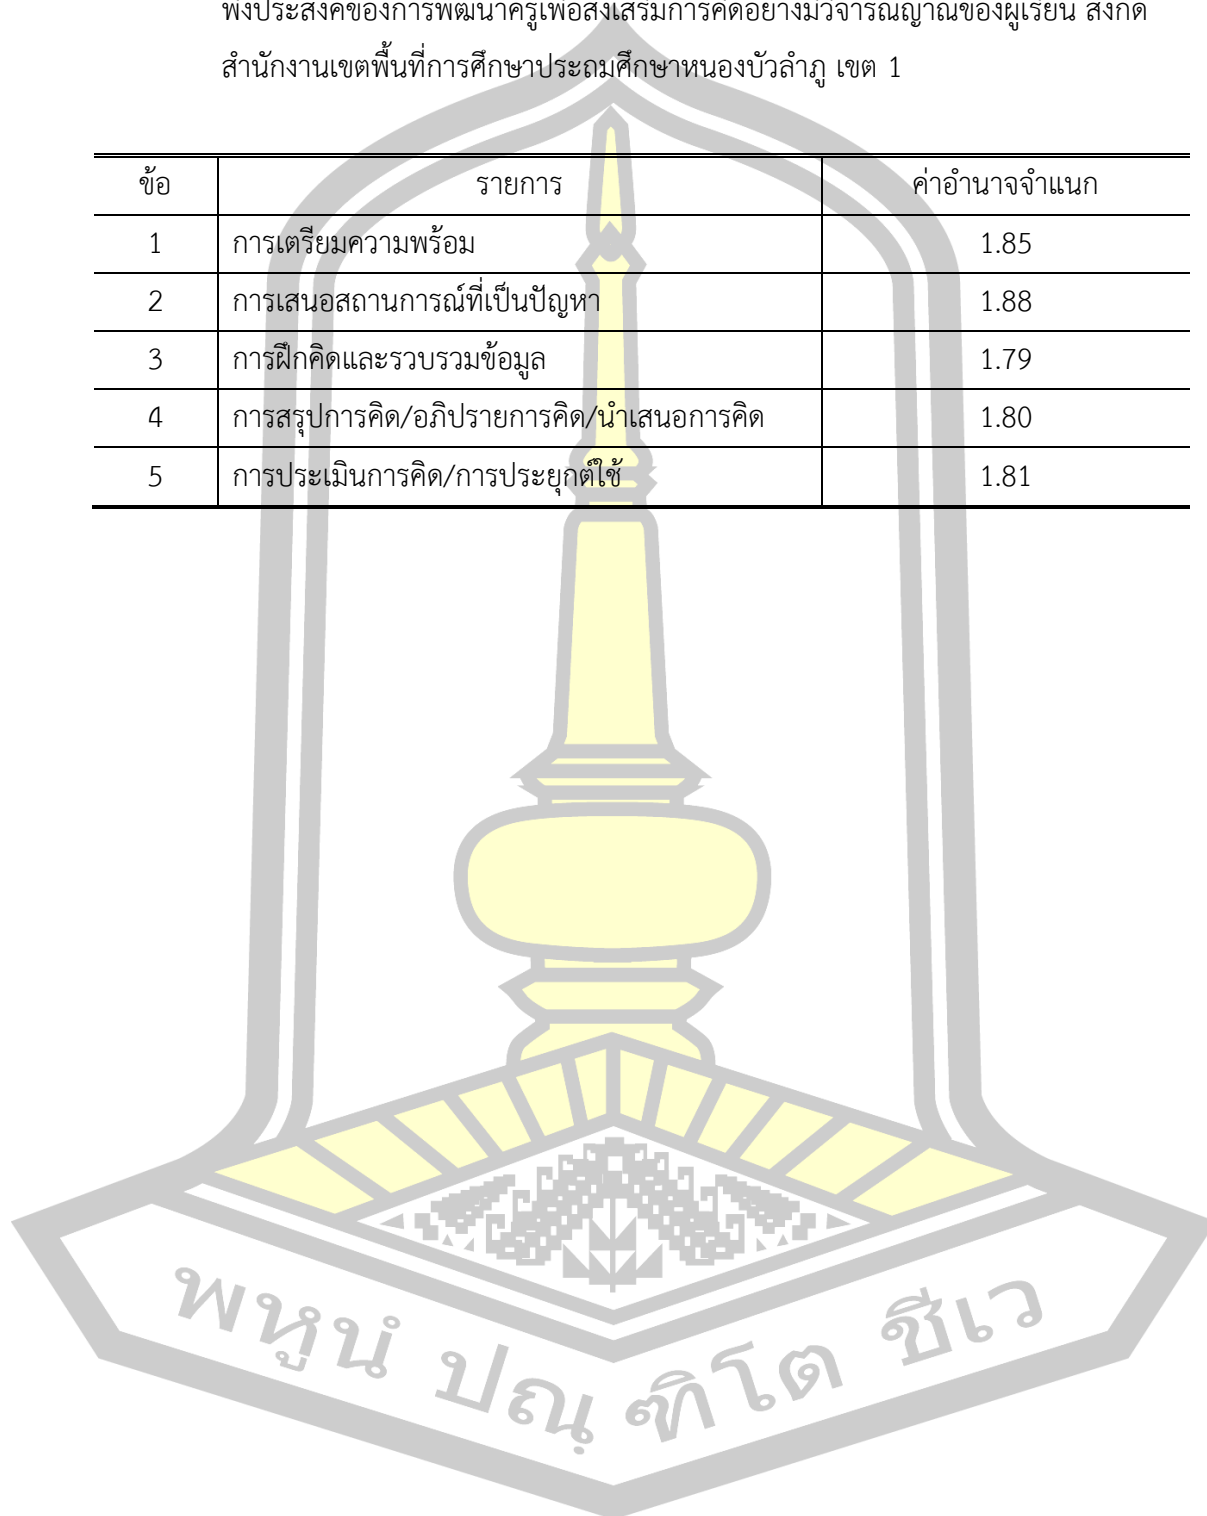 พึงประสงค์ของการพัฒนาครูเพื่อส่งเสริมการคิดอย่างมีวิจารณญาณของผู้เรียน สังกัด
สำนักงานเขตพื้นที่การศึกษาประถมศึกษาหนองบัวลำภู เขต 1
ข้อ รายการ ค่าอำนาจจำแนก
1 การเตรียมความพร้อม 1.85
2 การเสนอสถานการณ์ที่เป็นปัญหา 1.88
3 การฝึกคิดและรวบรวมข้อมูล 1.79
4 การสรุปการคิด/อภิปรายการคิด/นำเสนอการคิด 1.80
5 การประเมินการคิด/การประยุกต์ใช้ 1.81
พหูนํ ปณฺฑิโต ชีเว